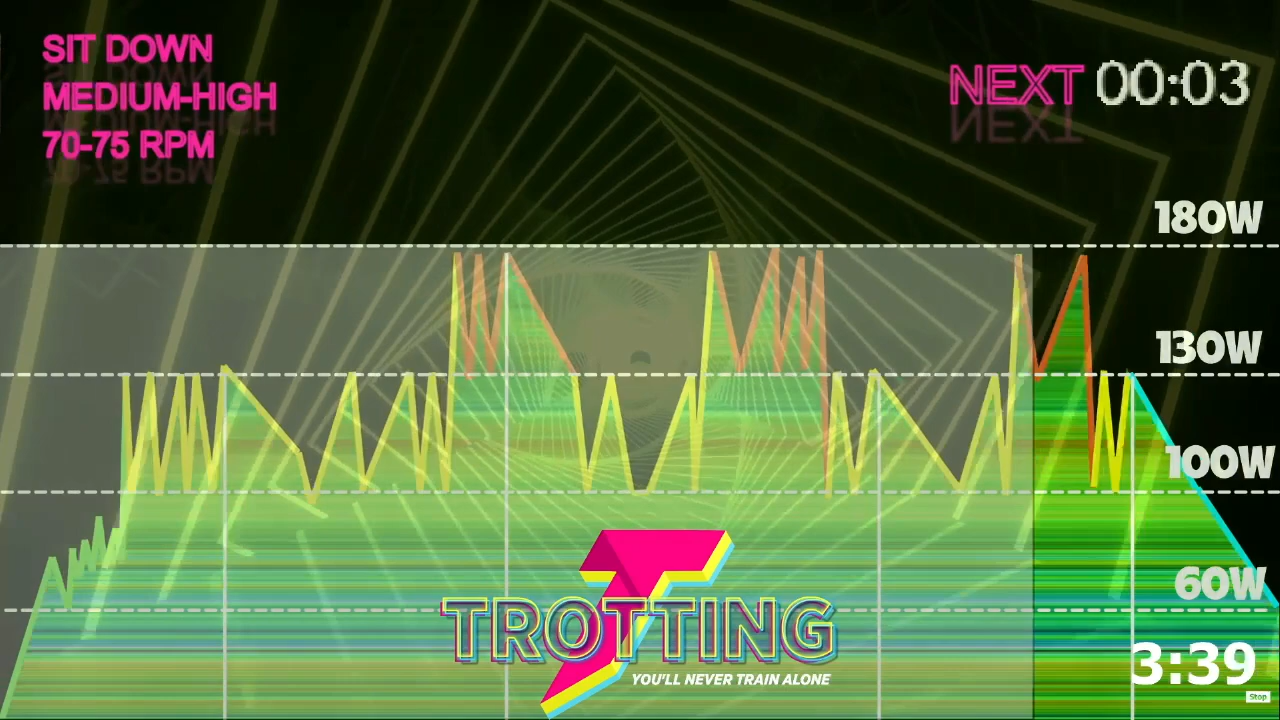 SIT DOWN
MEDIUM-HIGH
70-75 RPM
NEXT 00:03
180W
130W
100W
60W
TROTTING
YOU'LL NEVER TRAIN ALONE
3:39
Stop